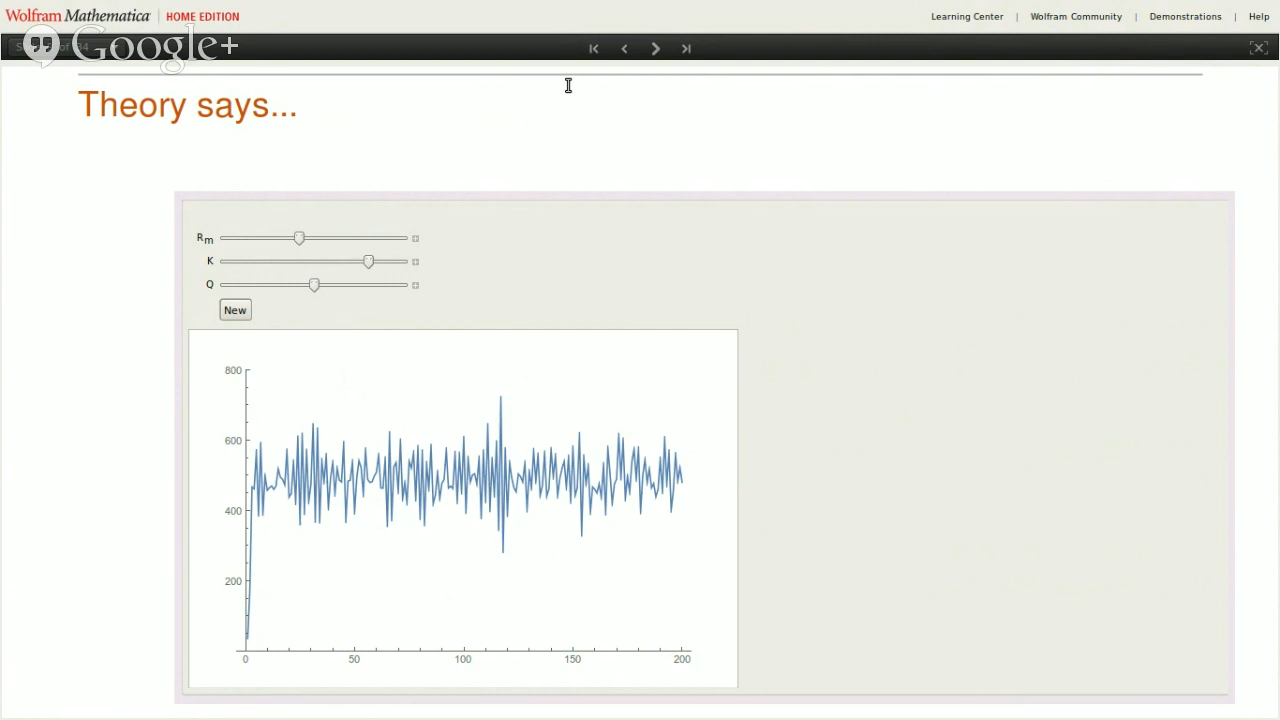 Wolfram Mathematica | HOME EDITION
Learning Center | Wolfram Community | Demonstrations | Help
Google+
Theory says...
Rm
K
Q
New
800
600
400
200
0 50 100 150 200